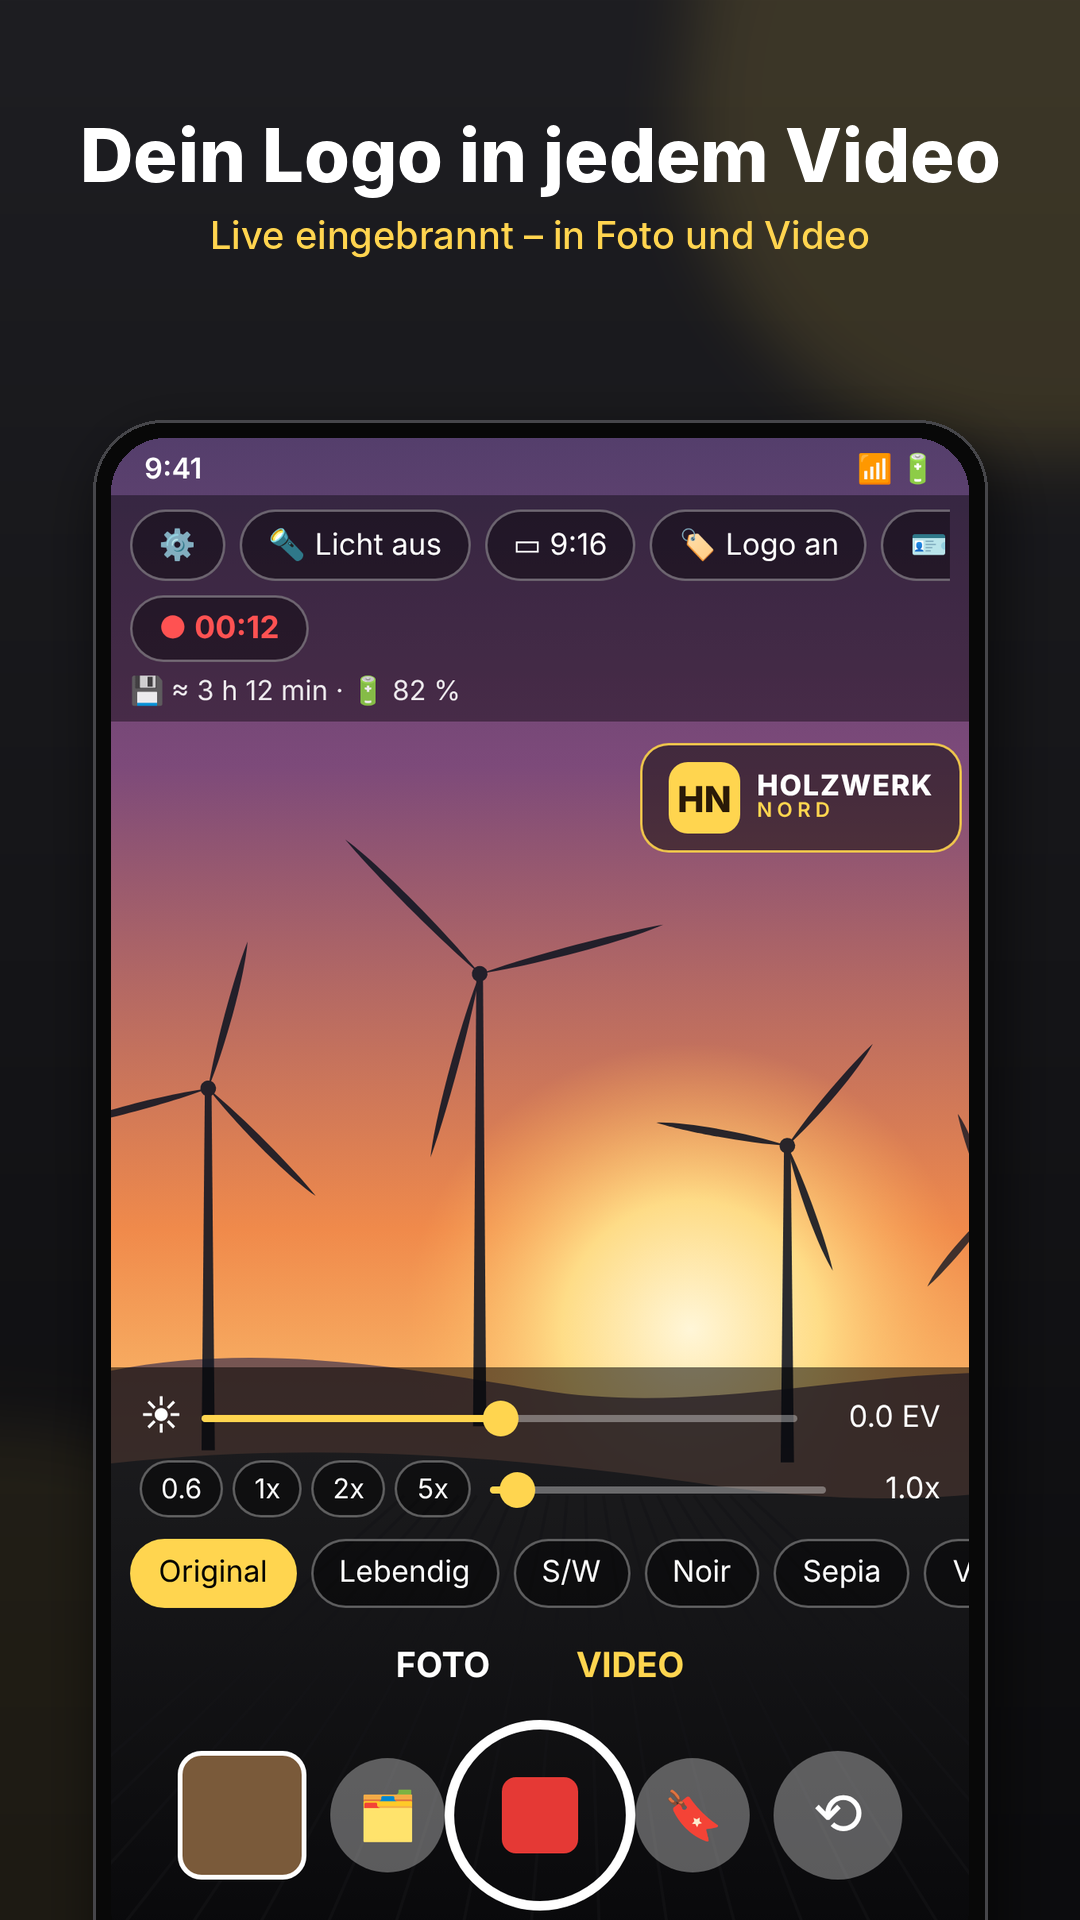 Dein Logo in jedem Video
Live eingebrannt – in Foto und Video
9:41
Licht aus
9:16
Logo an
00:12
≈ 3 h 12 min · 82 %
HN HOLZWERK
NORD
0.0 EV
0.6 1x 2x 5x 1.0x
Original Lebendig S/W Noir Sepia
FOTO VIDEO